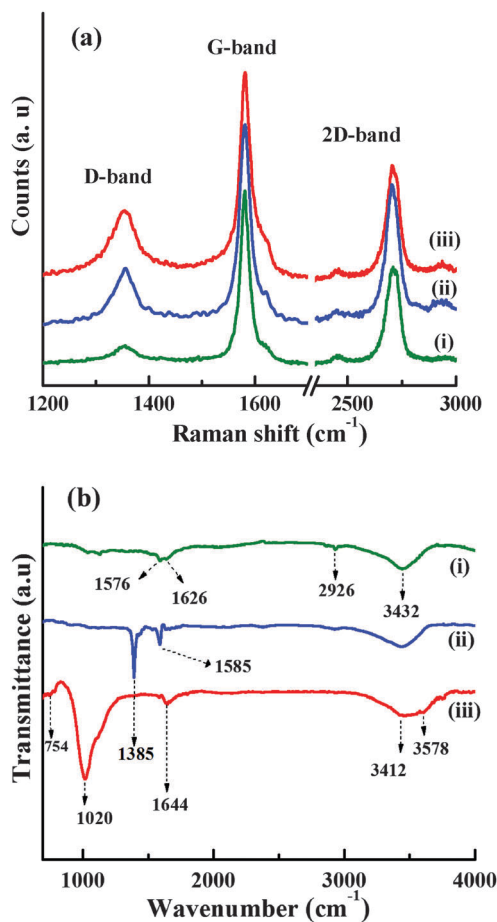 (a)
G-band
2D-band
D-band
Counts (a. u)
(iii)
(ii)
(i)
1200 1400 1600 2500 3000
Raman shift (cm⁻¹)
(b)
(i)
1576
1626
2926
3432
(ii)
1585
(iii)
754
1385
3578
3412
1020
1644
Transmittance (a.u)
1000 2000 3000 4000
Wavenumber (cm⁻¹)